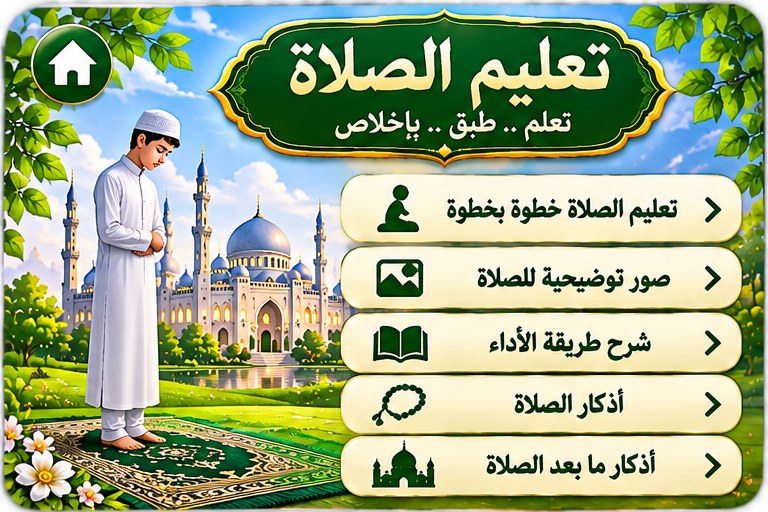 تعليم الصلاة
تعلم .. طبق .. بإخلاص
تعليم الصلاة خطوة بخطوة
صور توضيحية للصلاة
شرح طريقة الأداء
أذكار الصلاة
أذكار ما بعد الصلاة